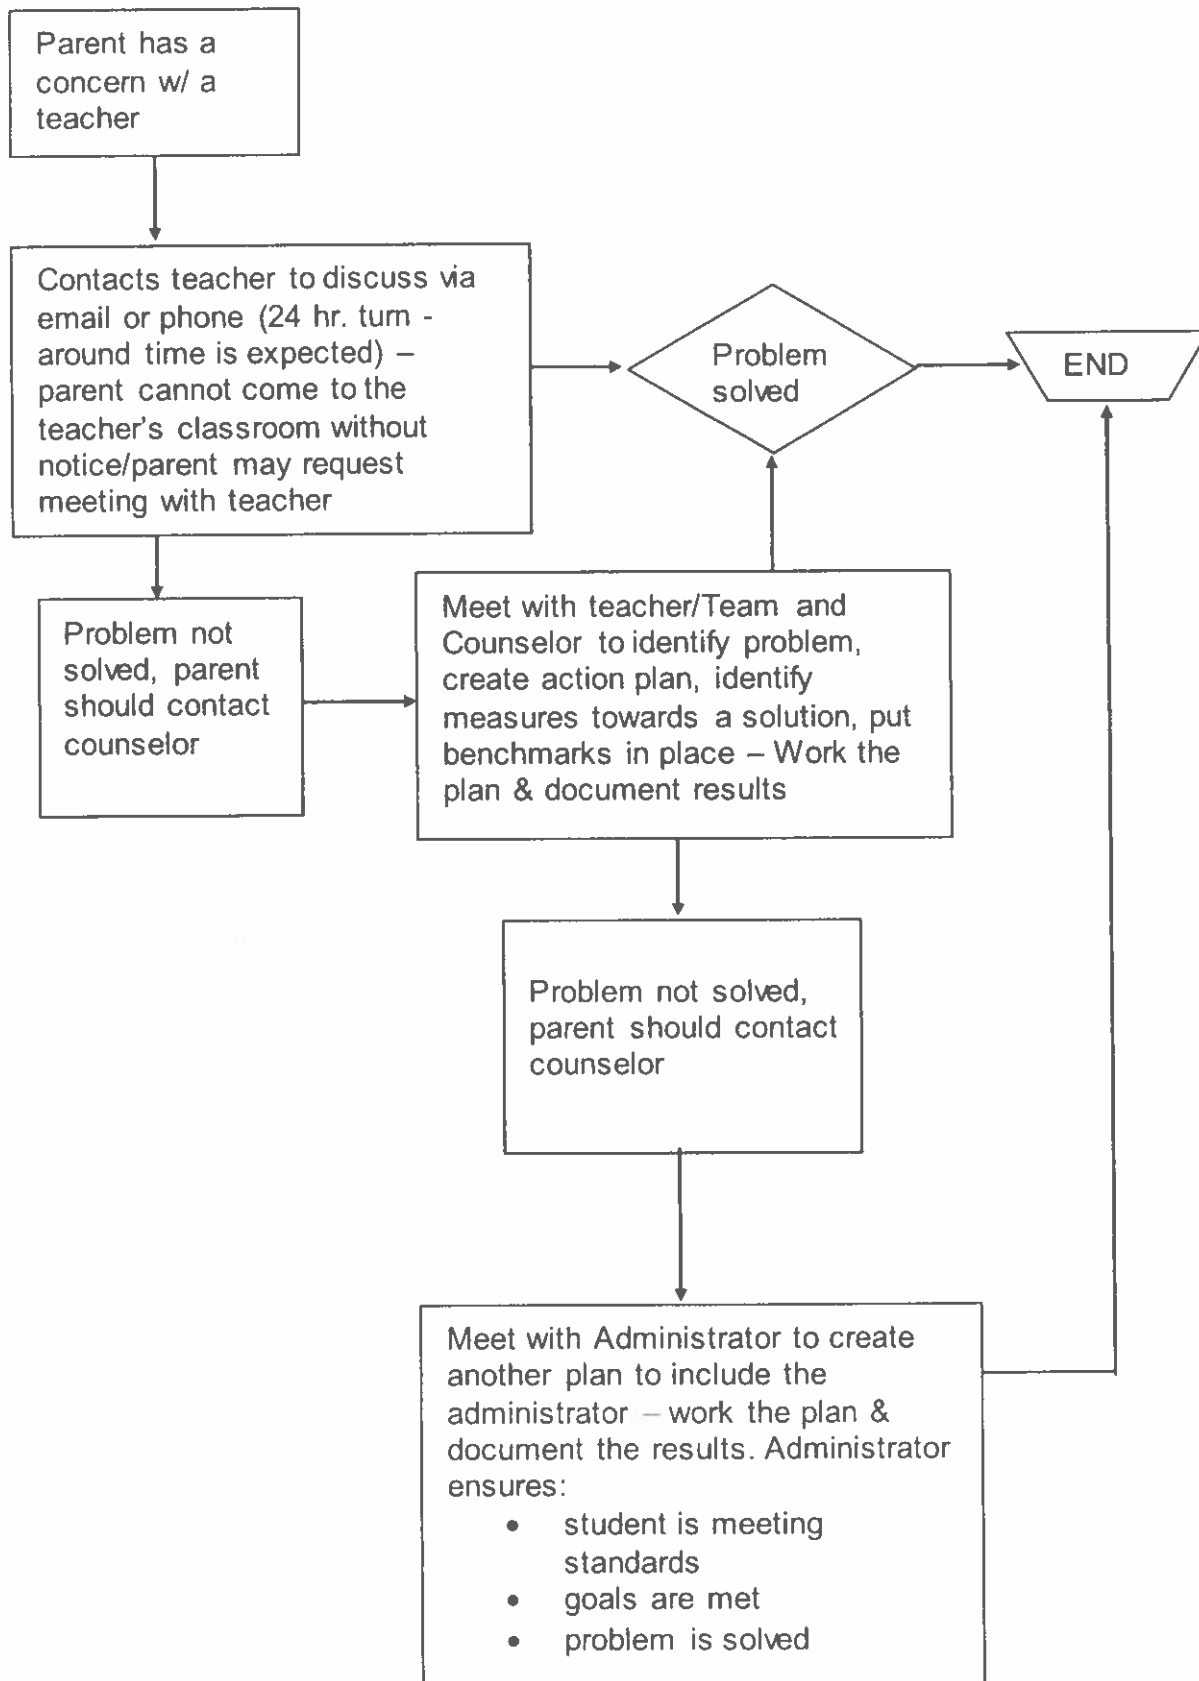 Parent has a
concern w/ a
teacher
Contacts teacher to discuss via
email or phone (24 hr. turn -
around time is expected) –
parent cannot come to the
teacher's classroom without
notice/parent may request
meeting with teacher
Problem
solved
END
Problem not
solved, parent
should contact
counselor
Meet with teacher/Team and
Counselor to identify problem,
create action plan, identify
measures towards a solution, put
benchmarks in place – Work the
plan & document results
Problem not solved,
parent should contact
counselor
Meet with Administrator to create
another plan to include the
administrator – work the plan &
document the results. Administrator
ensures:
• student is meeting
standards
• goals are met
• problem is solved